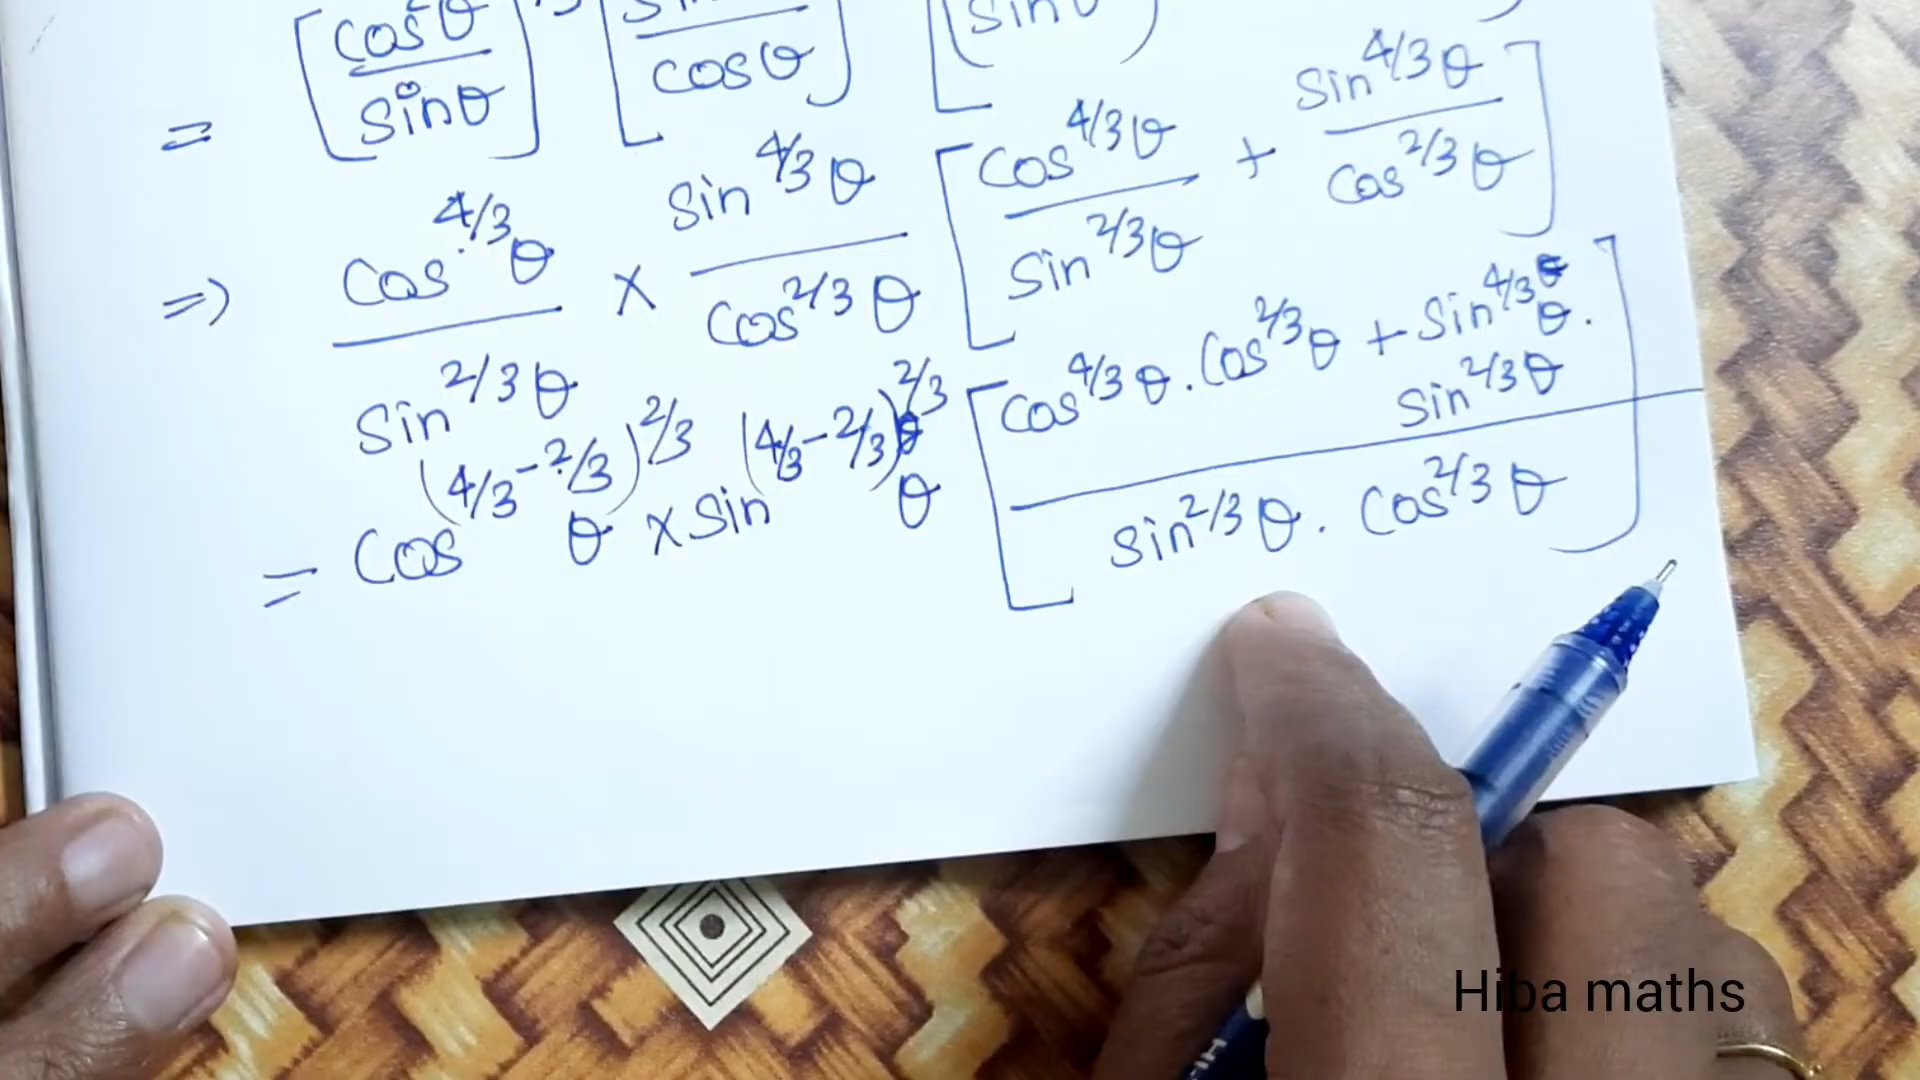 = [cos²θ/sinθ] [/cosθ] [(sinθ)
⇒ cos^4/3 θ/sin^2/3 θ × sin^4/3 θ/cos^2/3 θ [cos^4/3 θ/sin^2/3 θ + sin^4/3 θ/cos^2/3 θ]
= cos^(4/3-2/3)^2/3 θ × sin^(4/3-2/3)^2/3 θ [cos^4/3 θ. cos^2/3 θ + sin^4/3 θ. sin^2/3 θ/sin^2/3 θ. cos^2/3 θ]
Hiba maths